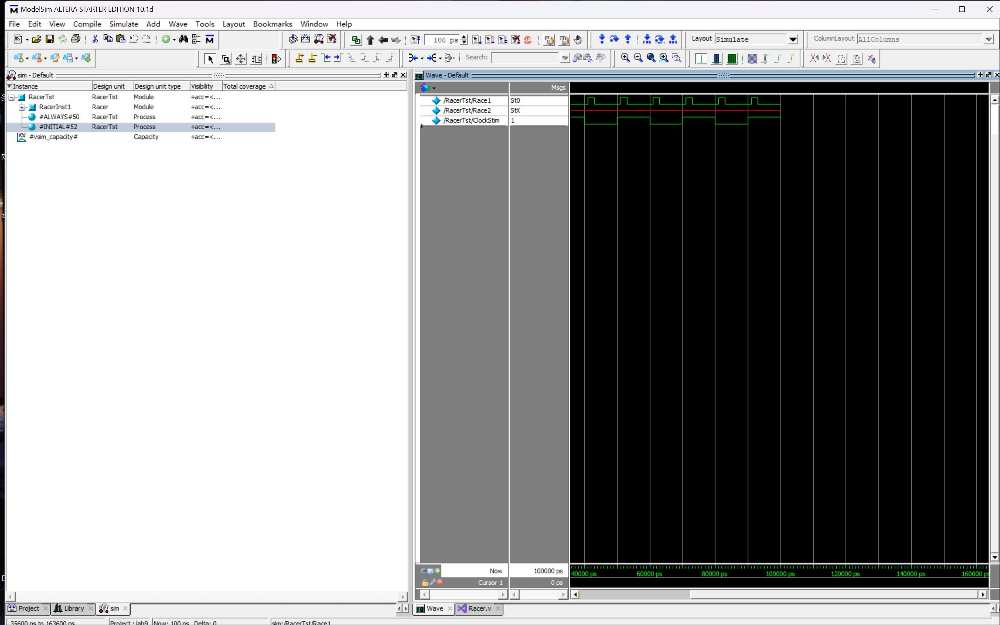 ModelSim ALTERA STARTER EDITION 10.1d
File Edit View Compile Simulate Add Wave Tools Layout Bookmarks Window Help
100 ps
Layout Simulate
ColumnLayout AllColumns
Search:
sim - Default
Instance Design unit Design unit type Visibility Total coverage
RacerTst RacerTst Module +acc=<...
RacerInst1 Racer Module +acc=<...
#ALWAYS#50 RacerTst Process +acc=<...
#INITIAL#52 RacerTst Process +acc=<...
#vsim_capacity# Capacity +acc=<...
Wave - Default
Msgs
/RacerTst/Race1 St0
/RacerTst/Race2 StX
/RacerTst/ClockStim 1
Now 100000 ps
Cursor 1 0 ps
40000 ps 60000 ps 80000 ps 100000 ps 120000 ps 140000 ps 160000 p
Project Library sim
Wave Racer.v
35600 ps to 163600 ps Project : lab9 Now: 100 ns Delta: 0 sim:/RacerTst/Race1